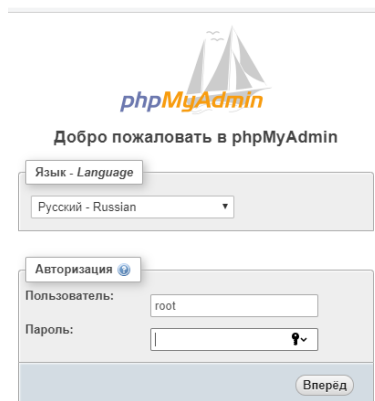 phpMyAdmin
Добро пожаловать в phpMyAdmin
Язык - Language
Русский - Russian
Авторизация
Пользователь:
root
Пароль:
Вперёд